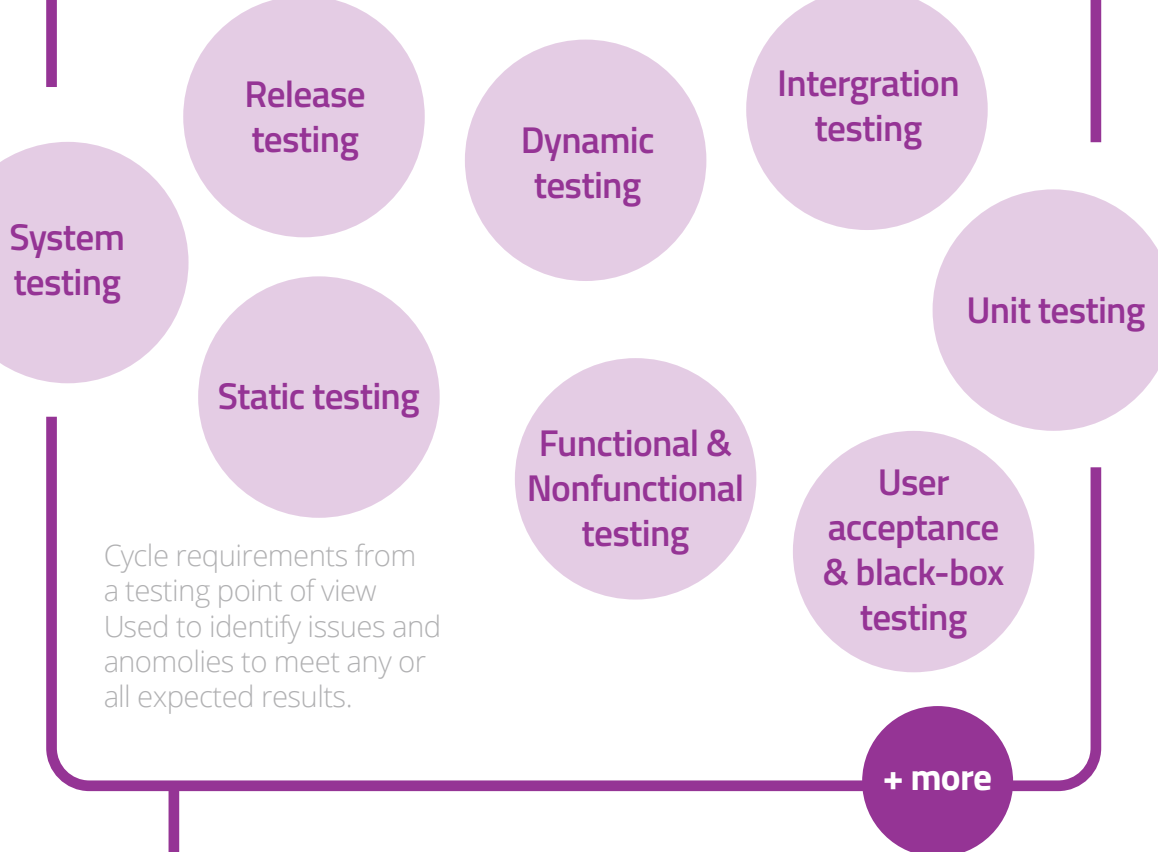 Release
testing
Dynamic
testing
Intergration
testing
System
testing
Unit testing
Static testing
Functional &
Nonfunctional
testing
User
acceptance
& black-box
testing
Cycle requirements from
a testing point of view
Used to identify issues and
anomolies to meet any or
all expected results.
+ more